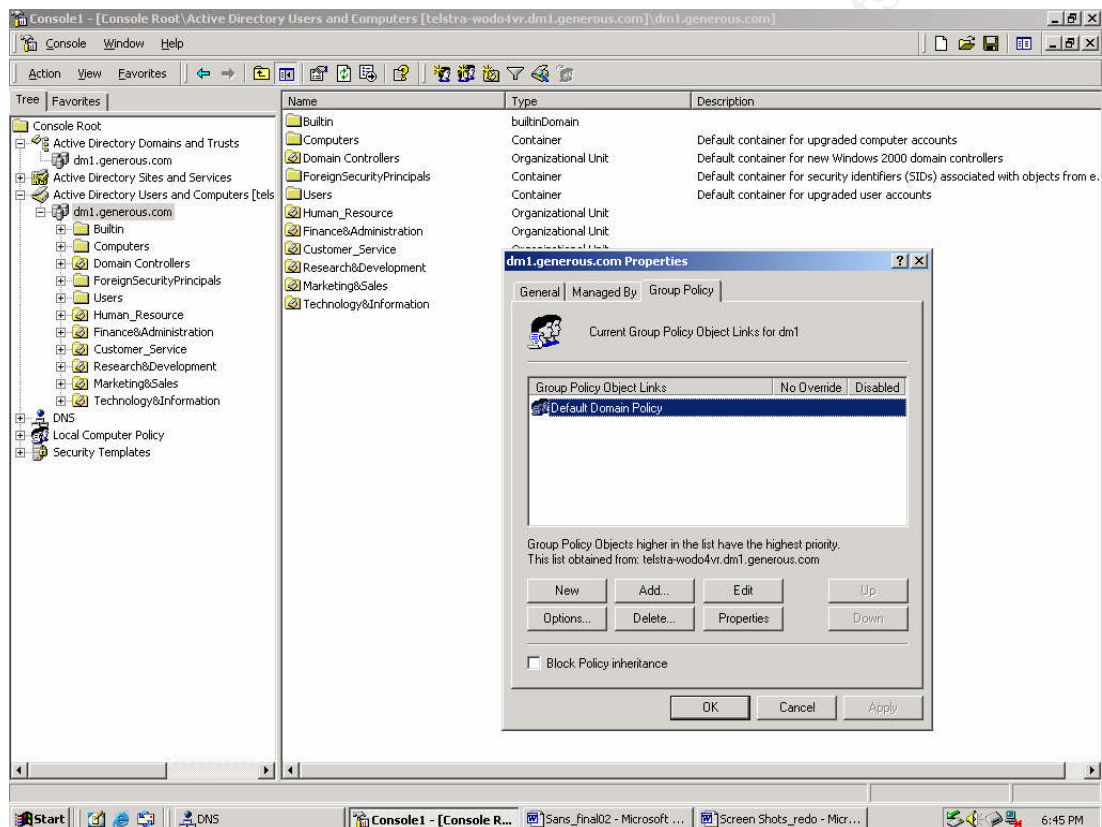 Console1 - [Console Root\Active Directory Users and Computers [telstra-wodo4vr.dm1.generous.com]\dm1.generous.com]
Console Window Help
Action View Favorites
Tree Favorites
Console Root
Active Directory Domains and Trusts
dm1.generous.com
Active Directory Sites and Services
Active Directory Users and Computers [tels
dm1.generous.com
Builtin
Computers
Domain Controllers
ForeignSecurityPrincipals
Users
Human_Resource
Finance&Administration
Customer_Service
Research&Development
Marketing&Sales
Technology&Information
DNS
Local Computer Policy
Security Templates
Name Type Description
Builtin builtinDomain
Computers Container Default container for upgraded computer accounts
Domain Controllers Organizational Unit Default container for new Windows 2000 domain controllers
ForeignSecurityPrincipals Container Default container for security identifiers (SIDs) associated with objects from e.
Users Container Default container for upgraded user accounts
Human_Resource Organizational Unit
Finance&Administration Organizational Unit
Customer_Service Organizational Unit
Research&Development
Marketing&Sales
Technology&Information
dm1.generous.com Properties
General Managed By Group Policy
Current Group Policy Object Links for dm1
Group Policy Object Links No Override Disabled
Default Domain Policy
Group Policy Objects higher in the list have the highest priority.
This list obtained from: telstra-wodo4vr.dm1.generous.com
New Add... Edit Up
Options... Delete... Properties Down
Block Policy inheritance
OK Cancel Apply
Start DNS Console1 - [Console R... Sans_final02 - Microsoft ... Screen Shots_redo - Micr... 6:45 PM